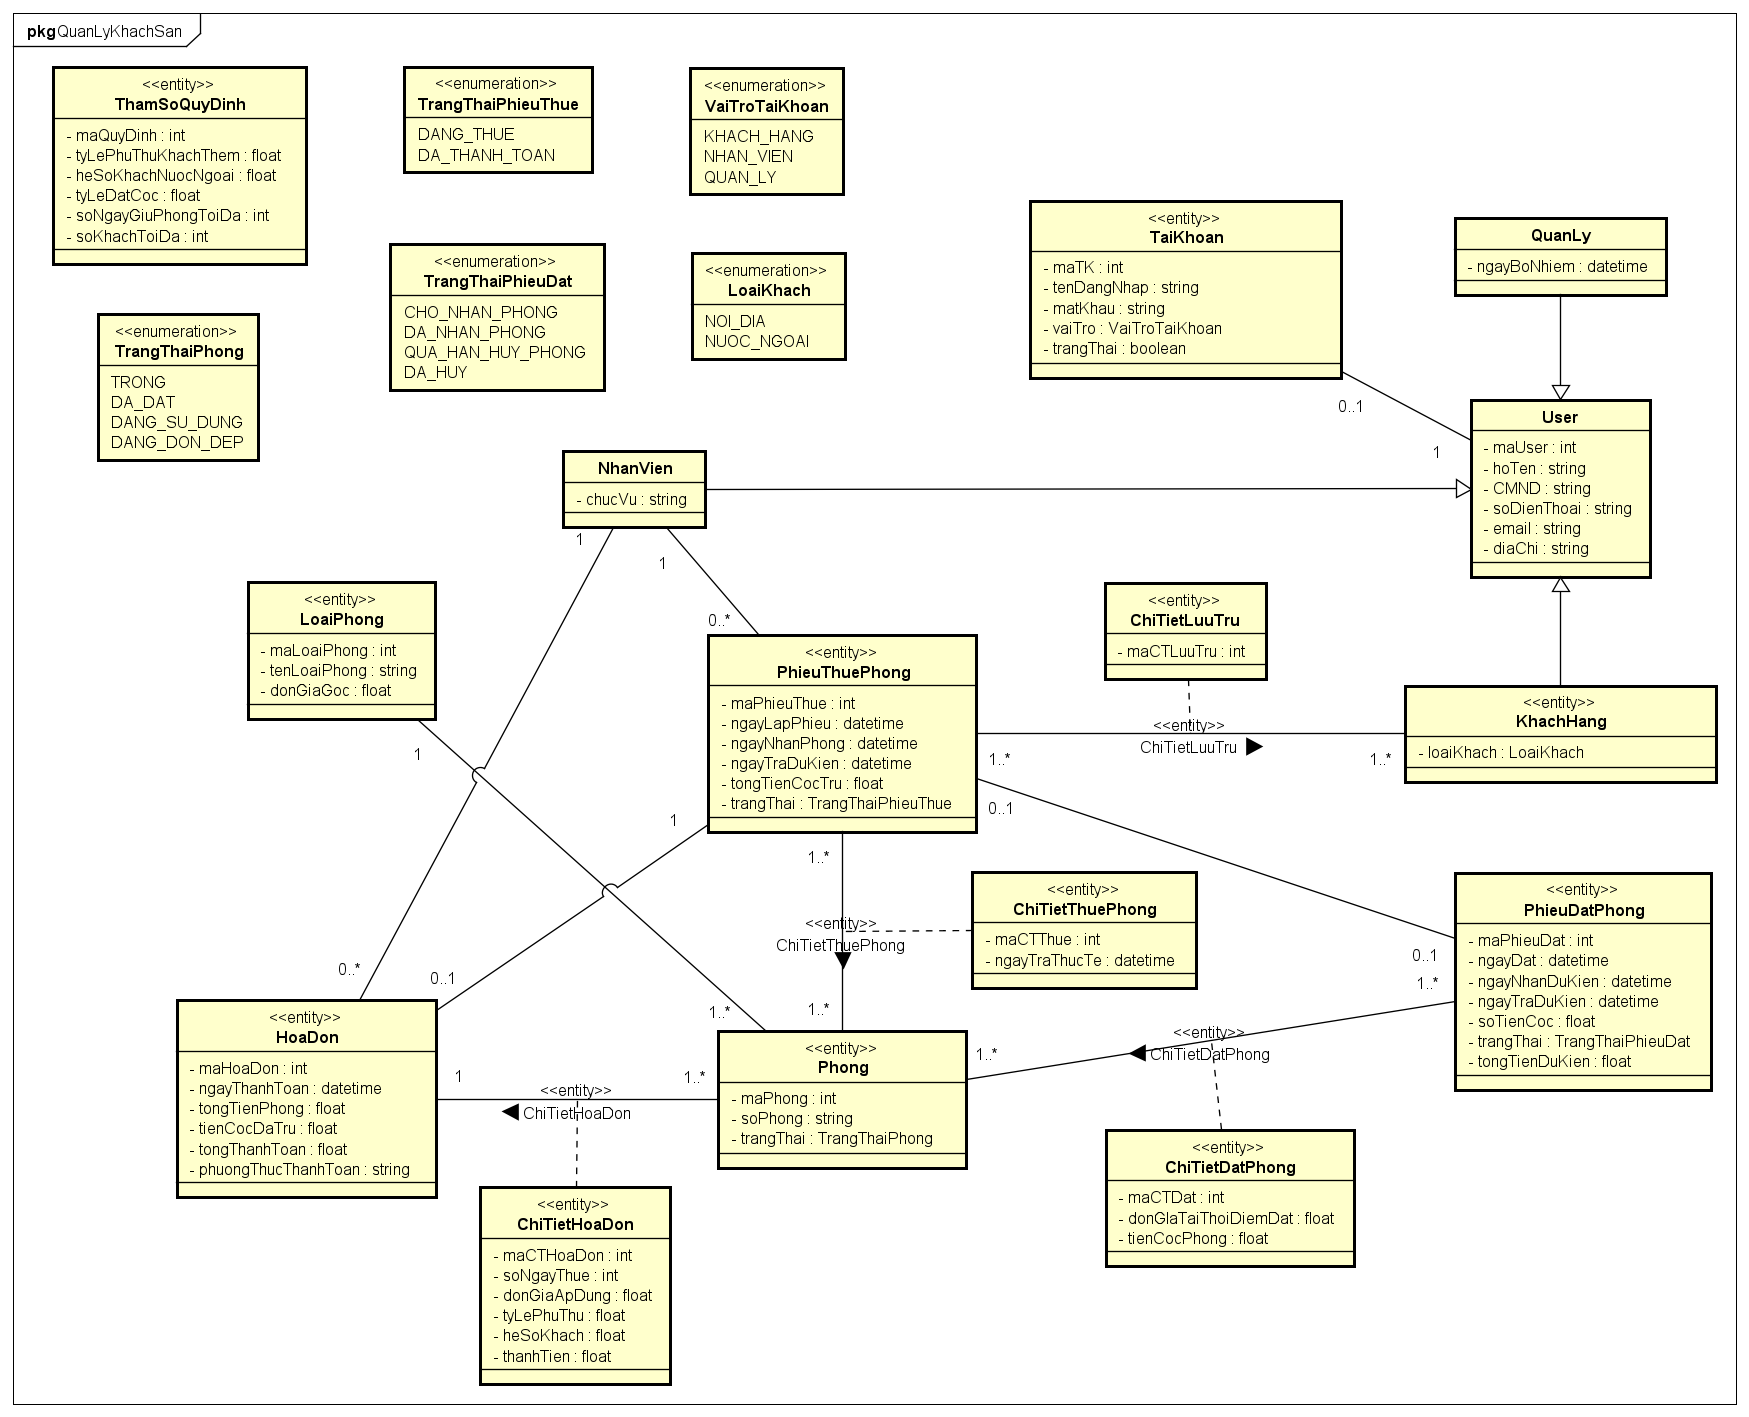 pkg QuanLyKhachSan
<<entity>>
ThamSoQuyDinh
- maQuyDinh : int
- tyLePhuThuKhachThem : float
- heSoKhachNuocNgoai : float
- tyLeDatCoc : float
- soNgayGiuPhongToiDa : int
- soKhachToiDa : int
<<enumeration>>
TrangThaiPhieuThue
DANG_THUE
DA_THANH_TOAN
<<enumeration>>
VaiTroTaiKhoan
KHACH_HANG
NHAN_VIEN
QUAN_LY
<<enumeration>>
TrangThaiPhong
TRONG
DA_DAT
DANG_SU_DUNG
DANG_DON_DEP
<<enumeration>>
TrangThaiPhieuDat
CHO_NHAN_PHONG
DA_NHAN_PHONG
QUA_HAN_HUY_PHONG
DA_HUY
<<enumeration>>
LoaiKhach
NOI_DIA
NUOC_NGOAI
<<entity>>
TaiKhoan
- maTK : int
- tenDangNhap : string
- matKhau : string
- vaiTro : VaiTroTaiKhoan
- trangThai : boolean
QuanLy
- ngayBoNhiem : datetime
0..1
1
User
- maUser : int
- hoTen : string
- CMND : string
- soDienThoai : string
- email : string
- diaChi : string
NhanVien
- chucVu : string
1
1
0..*
<<entity>>
LoaiPhong
- maLoaiPhong : int
- tenLoaiPhong : string
- donGiaGoc : float
1
<<entity>>
PhieuThuePhong
- maPhieuThue : int
- ngayLapPhieu : datetime
- ngayNhanPhong : datetime
- ngayTraDuKien : datetime
- tongTienCocTru : float
- trangThai : TrangThaiPhieuThue
<<entity>>
ChiTietLuuTru
- maCTLuuTru : int
<<entity>>
ChiTietLuuTru
1..*
1..*
<<entity>>
KhachHang
- loaiKhach : LoaiKhach
0..1
1
1..*
<<entity>>
ChiTietThuePhong
1..*
<<entity>>
ChiTietThuePhong
- maCTThue : int
- ngayTraThucTe : datetime
<<entity>>
PhieuDatPhong
- maPhieuDat : int
- ngayDat : datetime
- ngayNhanDuKien : datetime
- ngayTraDuKien : datetime
- soTienCoc : float
- trangThai : TrangThaiPhieuDat
- tongTienDuKien : float
0..1
1..*
0..*
0..1
<<entity>>
HoaDon
- maHoaDon : int
- ngayThanhToan : datetime
- tongTienPhong : float
- tienCocDaTru : float
- tongThanhToan : float
- phuongThucThanhToan : string
1..*
1
1..*
<<entity>>
ChiTietHoaDon
<<entity>>
Phong
- maPhong : int
- soPhong : string
- trangThai : TrangThaiPhong
1..*
<<entity>>
ChiTietDatPhong
<<entity>>
ChiTietDatPhong
- maCTDat : int
- donGIaTaiThoiDiemDat : float
- tienCocPhong : float
<<entity>>
ChiTietHoaDon
- maCTHoaDon : int
- soNgayThue : int
- donGiaApDung : float
- tyLePhuThu : float
- heSoKhach : float
- thanhTien : float